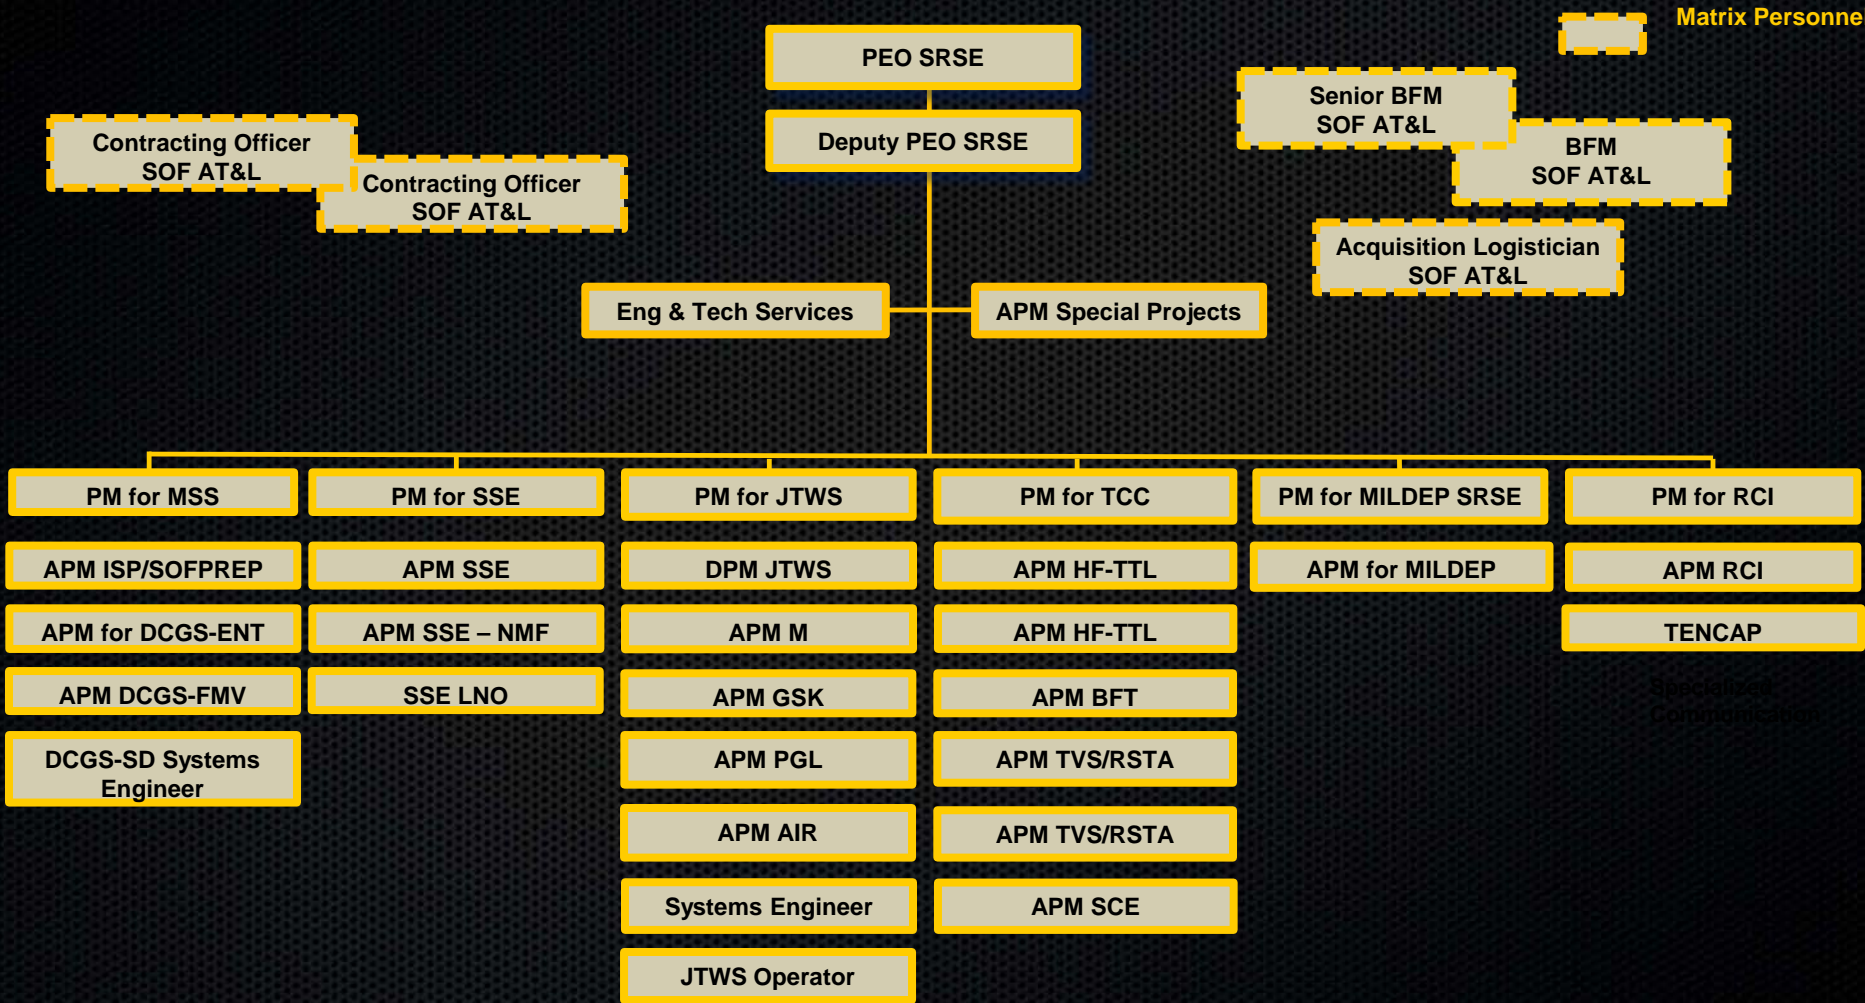 Matrix Personne
PEO SRSE
Deputy PEO SRSE
Contracting Officer
SOF AT&L
Contracting Officer
SOF AT&L
Senior BFM
SOF AT&L
BFM
SOF AT&L
Acquisition Logistician
SOF AT&L
Eng & Tech Services
APM Special Projects
PM for MSS
PM for SSE
PM for JTWS
PM for TCC
PM for MILDEP SRSE
PM for RCI
APM ISP/SOFPREP
APM SSE
DPM JTWS
APM HF-TTL
APM for MILDEP
APM RCI
APM for DCGS-ENT
APM SSE – NMF
APM M
APM HF-TTL
TENCAP
APM DCGS-FMV
SSE LNO
APM GSK
APM BFT
Specialized
Communication
DCGS-SD Systems
Engineer
APM PGL
APM TVS/RSTA
APM AIR
APM TVS/RSTA
Systems Engineer
APM SCE
JTWS Operator